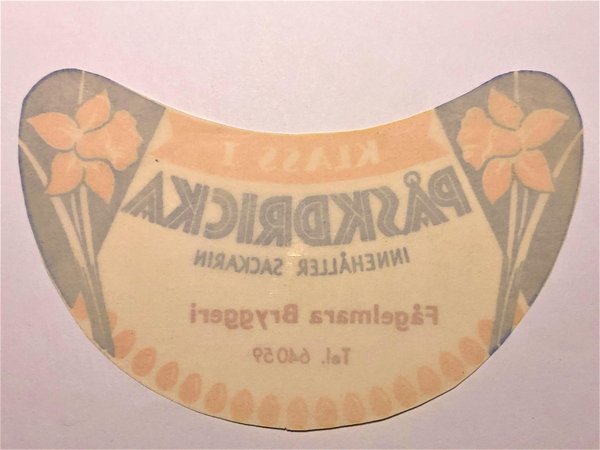 KLASS I
PÅSKDRICKA
INNEHÅLLER SACKARIN
Fågelmara Bryggeri
Tel. 64059